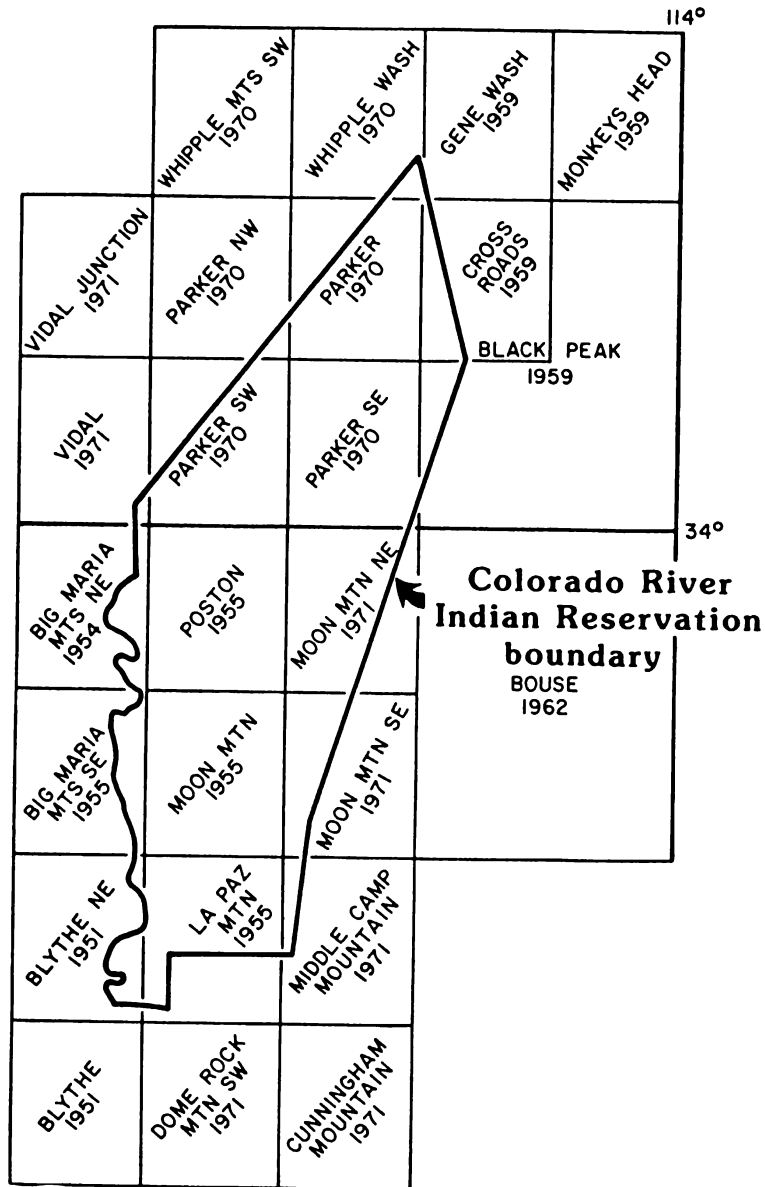 114°
WHIPPLE MTS SW
1970
WHIPPLE WASH
1970
GENE WASH
1959
MONKEYS HEAD
1959
VIDAL JUNCTION
1971
PARKER NW
1970
PARKER
1970
CROSS
ROADS
1959
BLACK PEAK
1959
VIDAL
1971
PARKER SW
1970
PARKER SE
1970
34°
BIG MARIA
MTS NE
1954
POSTON
1955
MOON MTN NE
1971
Colorado River
Indian Reservation
boundary
BOUSE
1962
BIG MARIA
MTS SE
1955
MOON MTN
1955
MOON MTN SE
1971
BLYTHE NE
1951
LA PAZ
MTN
1955
MIDDLE CAMP
MOUNTAIN
1971
BLYTHE
1951
DOME ROCK
MTN SW
1971
CUNNINGHAM
MOUNTAIN
1971